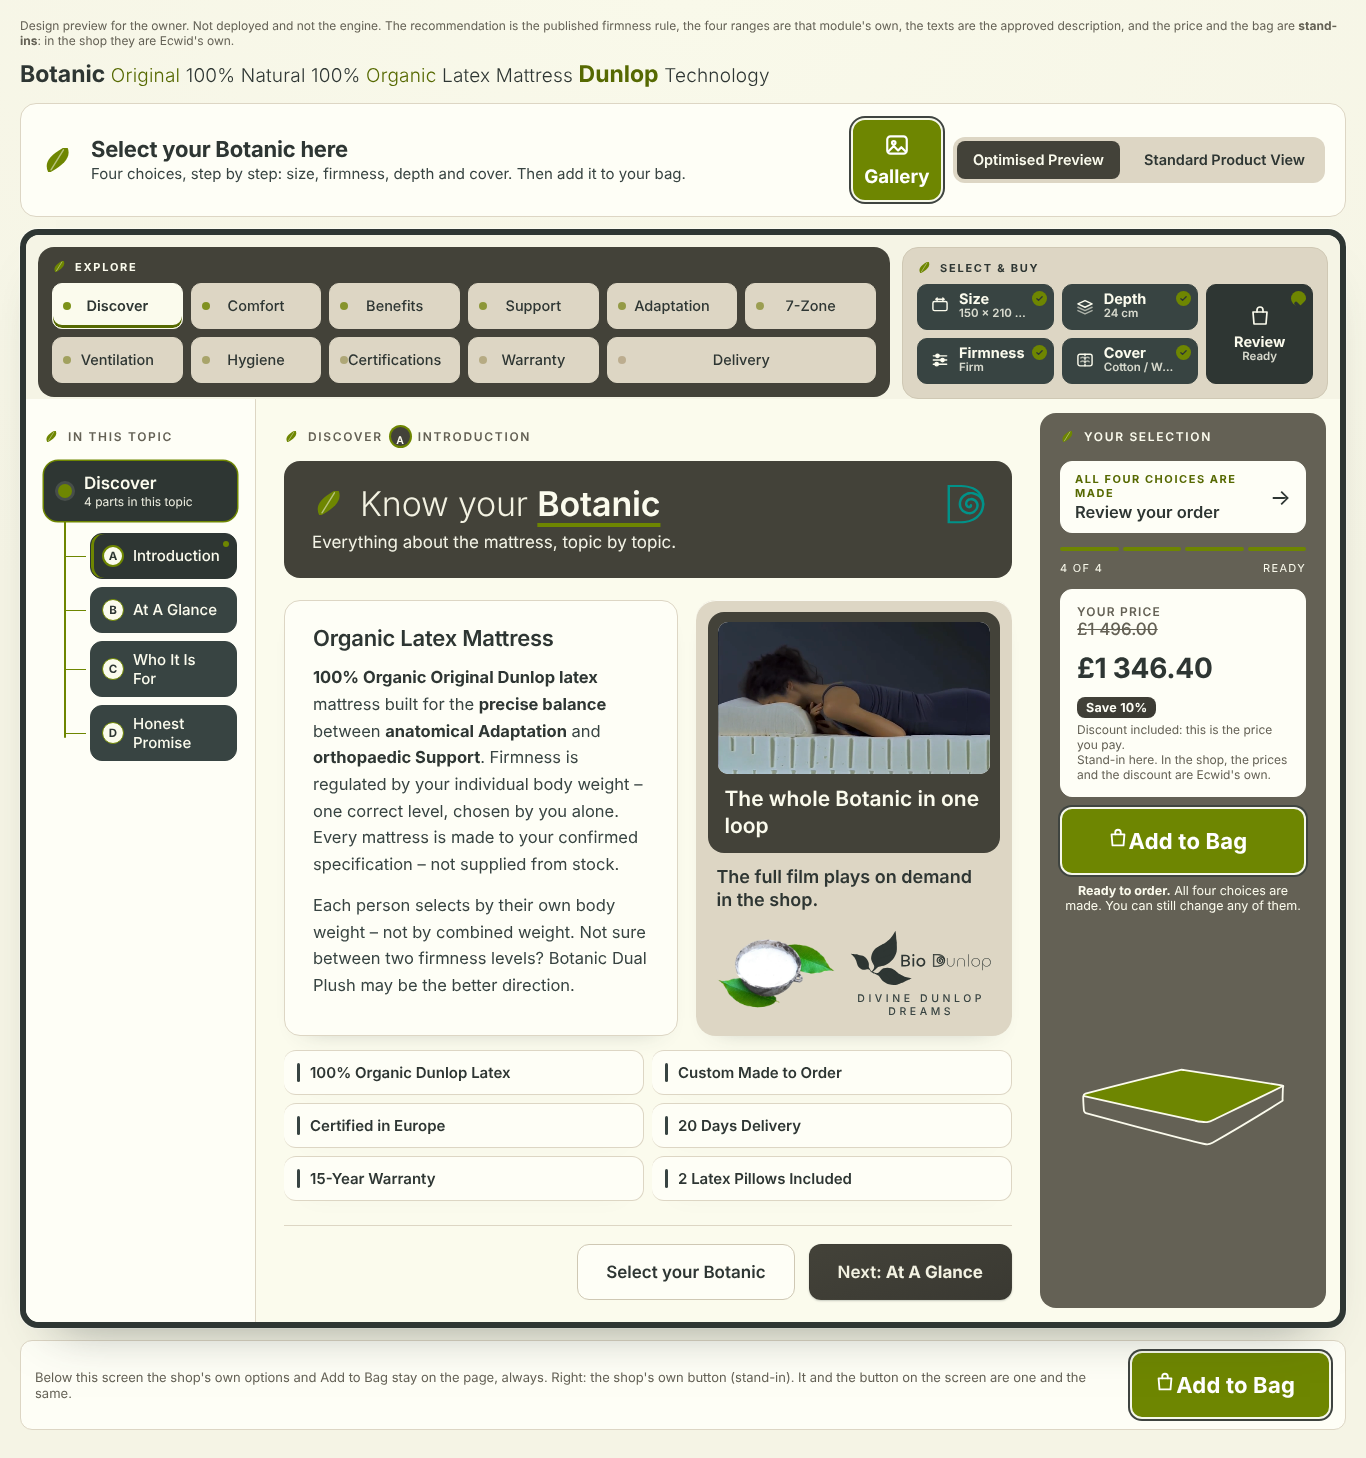 Design preview for the owner. Not deployed and not the engine. The recommendation is the published firmness rule, the four ranges are that module's own, the texts are the approved description, and the price and the bag are stand-
ins: in the shop they are Ecwid's own.
Botanic Original 100% Natural 100% Organic Latex Mattress Dunlop Technology
Select your Botanic here
Four choices, step by step: size, firmness, depth and cover. Then add it to your bag.
Gallery
Optimised Preview
Standard Product View
EXPLORE
Discover
Comfort
Benefits
Support
Adaptation
7-Zone
Ventilation
Hygiene
Certifications
Warranty
Delivery
SELECT & BUY
Size
150 × 210 ...
Depth
24 cm
Firmness
Firm
Cover
Cotton / W...
Review
Ready
IN THIS TOPIC
Discover
4 parts in this topic
A Introduction
B At A Glance
C Who It Is
For
D Honest
Promise
DISCOVER A INTRODUCTION
Know your Botanic
Everything about the mattress, topic by topic.
Organic Latex Mattress
100% Organic Original Dunlop latex
mattress built for the precise balance
between anatomical Adaptation and
orthopaedic Support. Firmness is
regulated by your individual body weight –
one correct level, chosen by you alone.
Every mattress is made to your confirmed
specification – not supplied from stock.
Each person selects by their own body
weight – not by combined weight. Not sure
between two firmness levels? Botanic Dual
Plush may be the better direction.
The whole Botanic in one
loop
The full film plays on demand
in the shop.
Bio Dunlop
DIVINE DUNLOP
DREAMS
100% Organic Dunlop Latex
Custom Made to Order
Certified in Europe
20 Days Delivery
15-Year Warranty
2 Latex Pillows Included
Select your Botanic
Next: At A Glance
YOUR SELECTION
ALL FOUR CHOICES ARE
MADE
Review your order
4 OF 4
READY
YOUR PRICE
£1 496.00
£1 346.40
Save 10%
Discount included: this is the price
you pay.
Stand-in here. In the shop, the prices
and the discount are Ecwid's own.
Add to Bag
Ready to order. All four choices are
made. You can still change any of them.
Below this screen the shop's own options and Add to Bag stay on the page, always. Right: the shop's own button (stand-in). It and the button on the screen are one and the
same.
Add to Bag